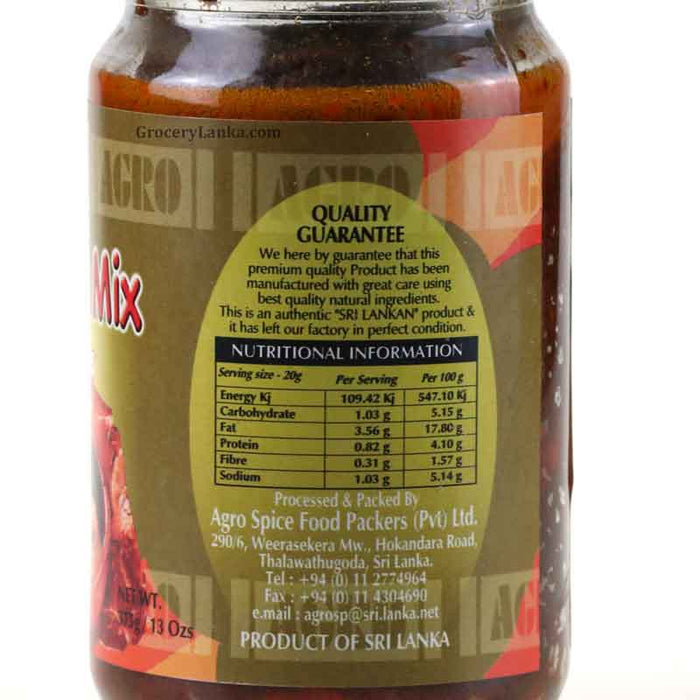 GroceryLanka.com
AGRO
AGRO
AG
Mix
QUALITY
GUARANTEE
We here by guarantee that this
premium quality Product has been
manufactured with great care using
best quality natural ingredients.
This is an authentic "SRI LANKAN" product &
it has left our factory in perfect condition.
NUTRITIONAL INFORMATION
Serving size - 20g Per Serving Per 100 g
Energy Kj 109.42 Kj 547.10 Kj
Carbohydrate 1.03 g 5.15 g
Fat 3.56 g 17.80 g
Protein 0.82 g 4.10 g
Fibre 0.31 g 1.57 g
Sodium 1.03 g 5.14 g
Processed & Packed By
Agro Spice Food Packers (Pvt) Ltd.
290/6, Weerasekera Mw., Hokandara Road,
Thalawathugoda, Sri Lanka.
Tel : +94 (0) 11 2774964
Fax : +94 (0) 11 4304690
e.mail : agrosp@sri.lanka.net
PRODUCT OF SRI LANKA
NET WT.
375g / 13 Ozs
AGRO